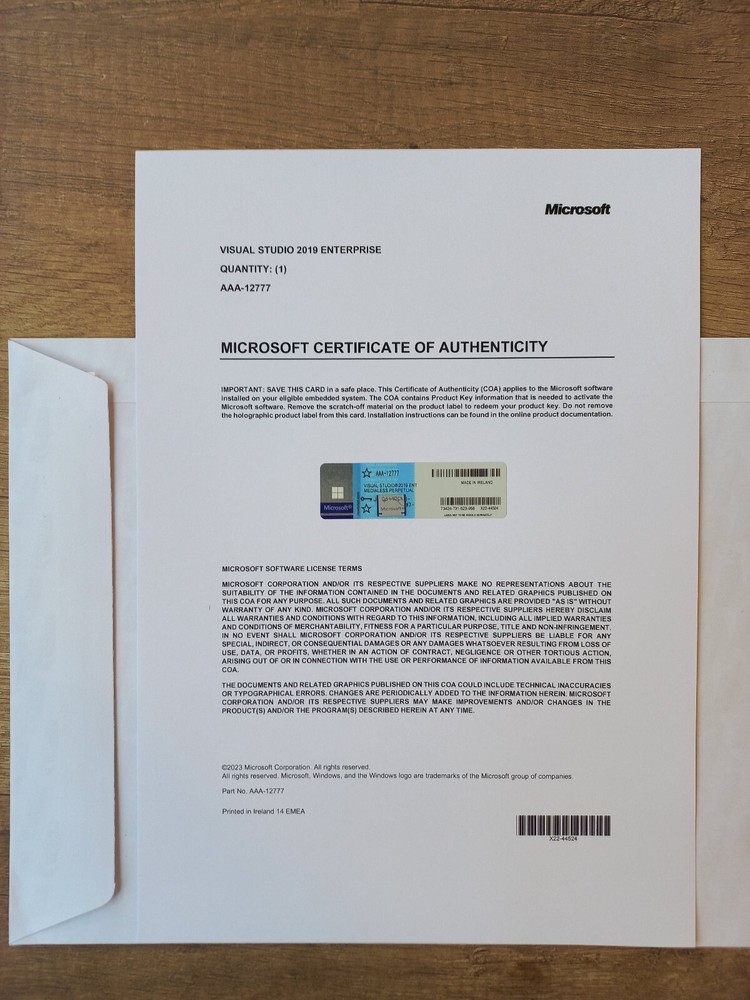 Microsoft
VISUAL STUDIO 2019 ENTERPRISE
QUANTITY: (1)
AAA-12777
MICROSOFT CERTIFICATE OF AUTHENTICITY
IMPORTANT: SAVE THIS CARD in a safe place. This Certificate of Authenticity (COA) applies to the Microsoft software
installed on your eligible embedded system. The COA contains Product Key information that is needed to activate the
Microsoft software. Remove the scratch-off material on the product label to redeem your product key. Do not remove
the holographic product label from this card. Installation instructions can be found in the online product documentation.
Microsoft®
AAA-12777
VISUAL STUDIO® 2019 ENT
MEDIALESS PERPETUAL
Microsoft
MADE IN IRELAND
X22-44524
MICROSOFT SOFTWARE LICENSE TERMS
MICROSOFT CORPORATION AND/OR ITS RESPECTIVE SUPPLIERS MAKE NO REPRESENTATIONS ABOUT THE
SUITABILITY OF THE INFORMATION CONTAINED IN THE DOCUMENTS AND RELATED GRAPHICS PUBLISHED ON
THIS COA FOR ANY PURPOSE. ALL SUCH DOCUMENTS AND RELATED GRAPHICS ARE PROVIDED "AS IS" WITHOUT
WARRANTY OF ANY KIND. MICROSOFT CORPORATION AND/OR ITS RESPECTIVE SUPPLIERS HEREBY DISCLAIM
ALL WARRANTIES AND CONDITIONS WITH REGARD TO THIS INFORMATION, INCLUDING ALL IMPLIED WARRANTIES
AND CONDITIONS OF MERCHANTABILITY, FITNESS FOR A PARTICULAR PURPOSE, TITLE AND NON-INFRINGEMENT.
IN NO EVENT SHALL MICROSOFT CORPORATION AND/OR ITS RESPECTIVE SUPPLIERS BE LIABLE FOR ANY
SPECIAL, INDIRECT, OR CONSEQUENTIAL DAMAGES OR ANY DAMAGES WHATSOEVER RESULTING FROM LOSS OF
USE, DATA, OR PROFITS, WHETHER IN AN ACTION OF CONTRACT, NEGLIGENCE OR OTHER TORTIOUS ACTION,
ARISING OUT OF OR IN CONNECTION WITH THE USE OR PERFORMANCE OF INFORMATION AVAILABLE FROM THIS
COA.
THE DOCUMENTS AND RELATED GRAPHICS PUBLISHED ON THIS COA COULD INCLUDE TECHNICAL INACCURACIES
OR TYPOGRAPHICAL ERRORS. CHANGES ARE PERIODICALLY ADDED TO THE INFORMATION HEREIN. MICROSOFT
CORPORATION AND/OR ITS RESPECTIVE SUPPLIERS MAY MAKE IMPROVEMENTS AND/OR CHANGES IN THE
PRODUCT(S) AND/OR THE PROGRAM(S) DESCRIBED HEREIN AT ANY TIME.
©2023 Microsoft Corporation. All rights reserved.
All rights reserved. Microsoft, Windows, and the Windows logo are trademarks of the Microsoft group of companies.
Part No. AAA-12777
Printed in Ireland 14 EMEA
X22-44524